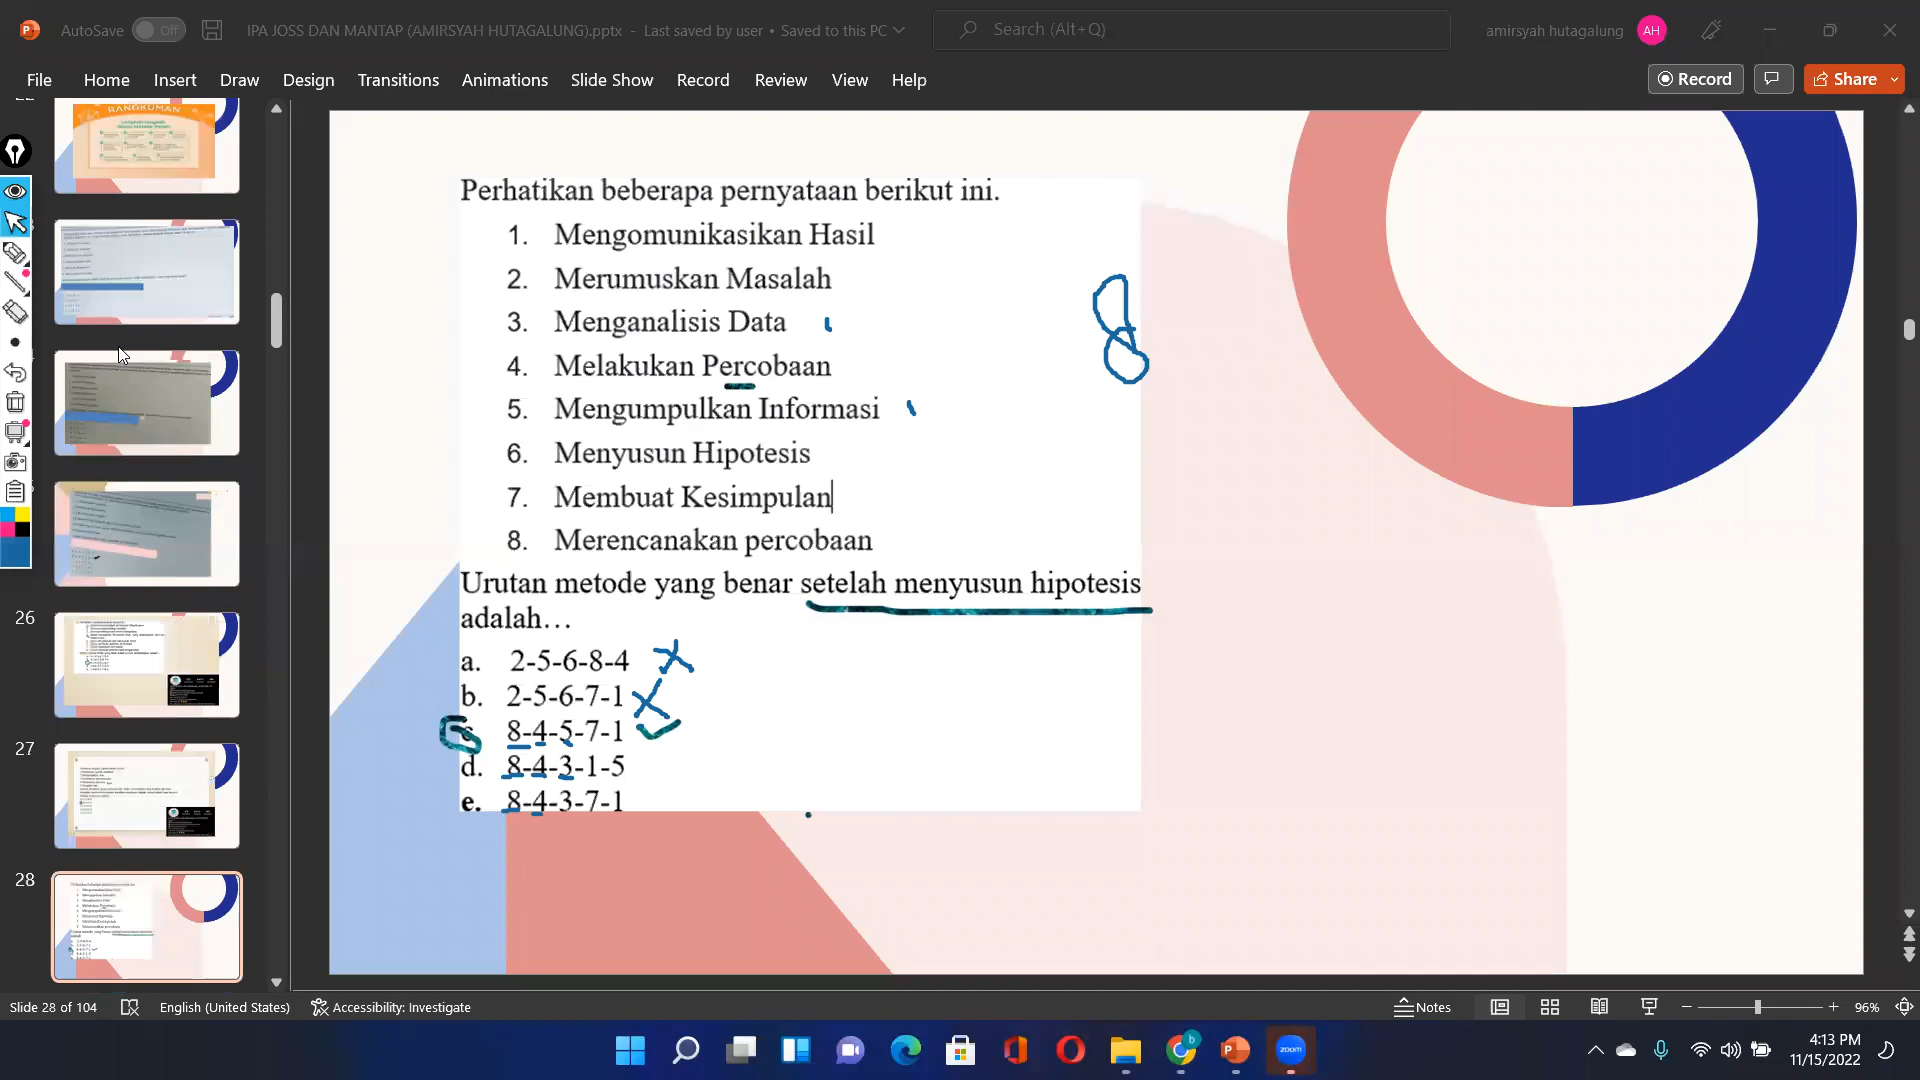 AutoSave Off IPA JOSS DAN MANTAP (AMIRSYAH HUTAGALUNG).pptx - Last saved by user • Saved to this PC Search (Alt+Q) amirsyah hutagalung AH
File Home Insert Draw Design Transitions Animations Slide Show Record Review View Help Record Share
RANGKUMAN
26
27
28
Perhatikan beberapa pernyataan berikut ini.
1. Mengomunikasikan Hasil
2. Merumuskan Masalah
3. Menganalisis Data
4. Melakukan Percobaan
5. Mengumpulkan Informasi
6. Menyusun Hipotesis
7. Membuat Kesimpulan
8. Merencanakan percobaan
Urutan metode yang benar setelah menyusun hipotesis
adalah…
a. 2-5-6-8-4
b. 2-5-6-7-1
c. 8-4-5-7-1
d. 8-4-3-1-5
e. 8-4-3-7-1
Slide 28 of 104 English (United States) Accessibility: Investigate Notes 96%
zoom
4:13 PM
11/15/2022